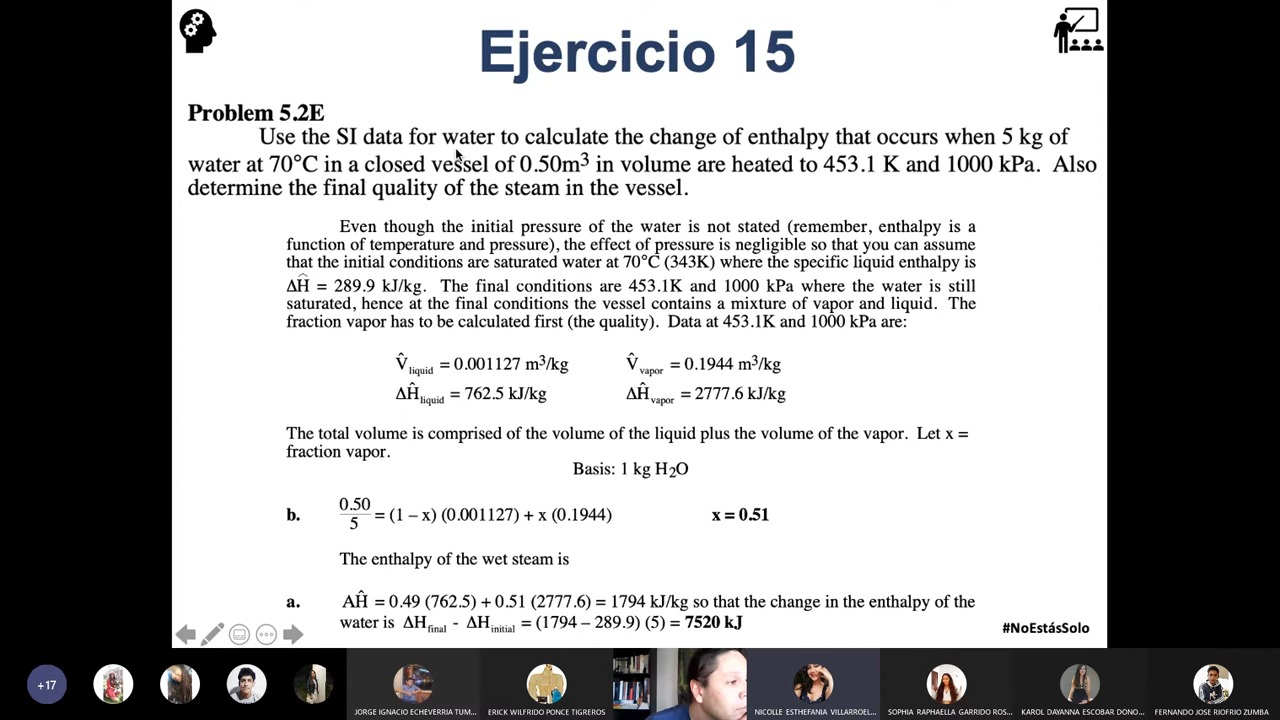 Ejercicio 15
Problem 5.2E
Use the SI data for water to calculate the change of enthalpy that occurs when 5 kg of
water at 70°C in a closed vessel of 0.50m³ in volume are heated to 453.1 K and 1000 kPa. Also
determine the final quality of the steam in the vessel.
Even though the initial pressure of the water is not stated (remember, enthalpy is a
function of temperature and pressure), the effect of pressure is negligible so that you can assume
that the initial conditions are saturated water at 70°C (343K) where the specific liquid enthalpy is
ΔĤ = 289.9 kJ/kg. The final conditions are 453.1K and 1000 kPa where the water is still
saturated, hence at the final conditions the vessel contains a mixture of vapor and liquid. The
fraction vapor has to be calculated first (the quality). Data at 453.1K and 1000 kPa are:
V̂liquid = 0.001127 m³/kg V̂vapor = 0.1944 m³/kg
ΔĤliquid = 762.5 kJ/kg ΔĤvapor = 2777.6 kJ/kg
The total volume is comprised of the volume of the liquid plus the volume of the vapor. Let x =
fraction vapor.
Basis: 1 kg H₂O
b. 0.50/5 = (1 – x) (0.001127) + x (0.1944) x = 0.51
The enthalpy of the wet steam is
a. AĤ = 0.49 (762.5) + 0.51 (2777.6) = 1794 kJ/kg so that the change in the enthalpy of the
water is ΔHfinal - ΔHinitial = (1794 – 289.9) (5) = 7520 kJ
#NoEstásSolo
+17
JORGE IGNACIO ECHEVERRIA TUM...
ERICK WILFRIDO PONCE TIGREROS
NICOLLE ESTHEFANIA VILLARROEL...
SOPHIA RAPHAELLA GARRIDO ROS...
KAROL DAYANNA ESCOBAR DONO...
FERNANDO JOSE RIOFRIO ZUMBA